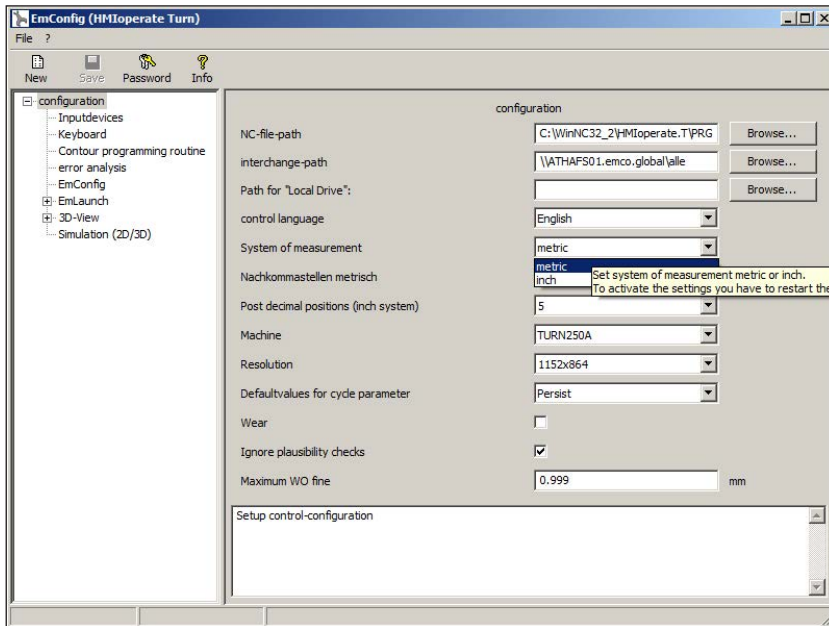 EmConfig (HMIoperate Turn)
File ?
New Save Password Info
configuration
Inputdevices
Keyboard
Contour programming routine
error analysis
EmConfig
EmLaunch
3D-View
Simulation (2D/3D)
configuration
NC-file-path C:\WinNC32_2\HMIoperate.T\PRG Browse...
interchange-path \\ATHAFS01.emco.global\alle Browse...
Path for "Local Drive": Browse...
control language English
System of measurement metric
metric
inch
Set system of measurement metric or inch.
To activate the settings you have to restart the
Nachkommastellen metrisch
Post decimal positions (inch system) 5
Machine TURN250A
Resolution 1152x864
Defaultvalues for cycle parameter Persist
Wear
Ignore plausibility checks
Maximum WO fine 0.999 mm
Setup control-configuration